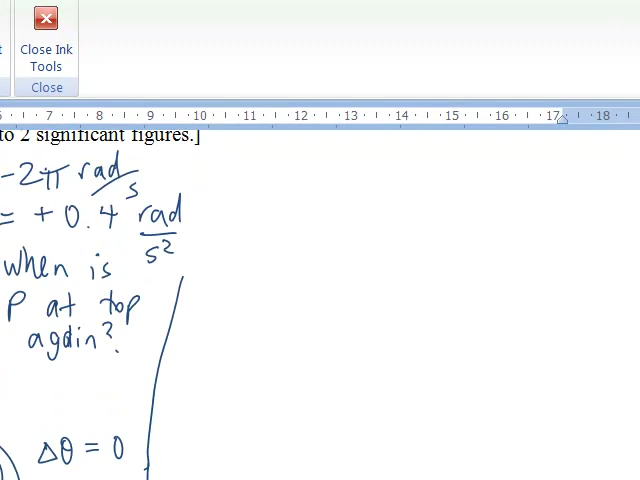 Close Ink
Tools
Close
7 8 9 10 11 12 13 14 15 16 17 18
to 2 significant figures.]
-2π rad/s
= + 0.4 rad/s²
when is
P at top
again?
Δθ = 0